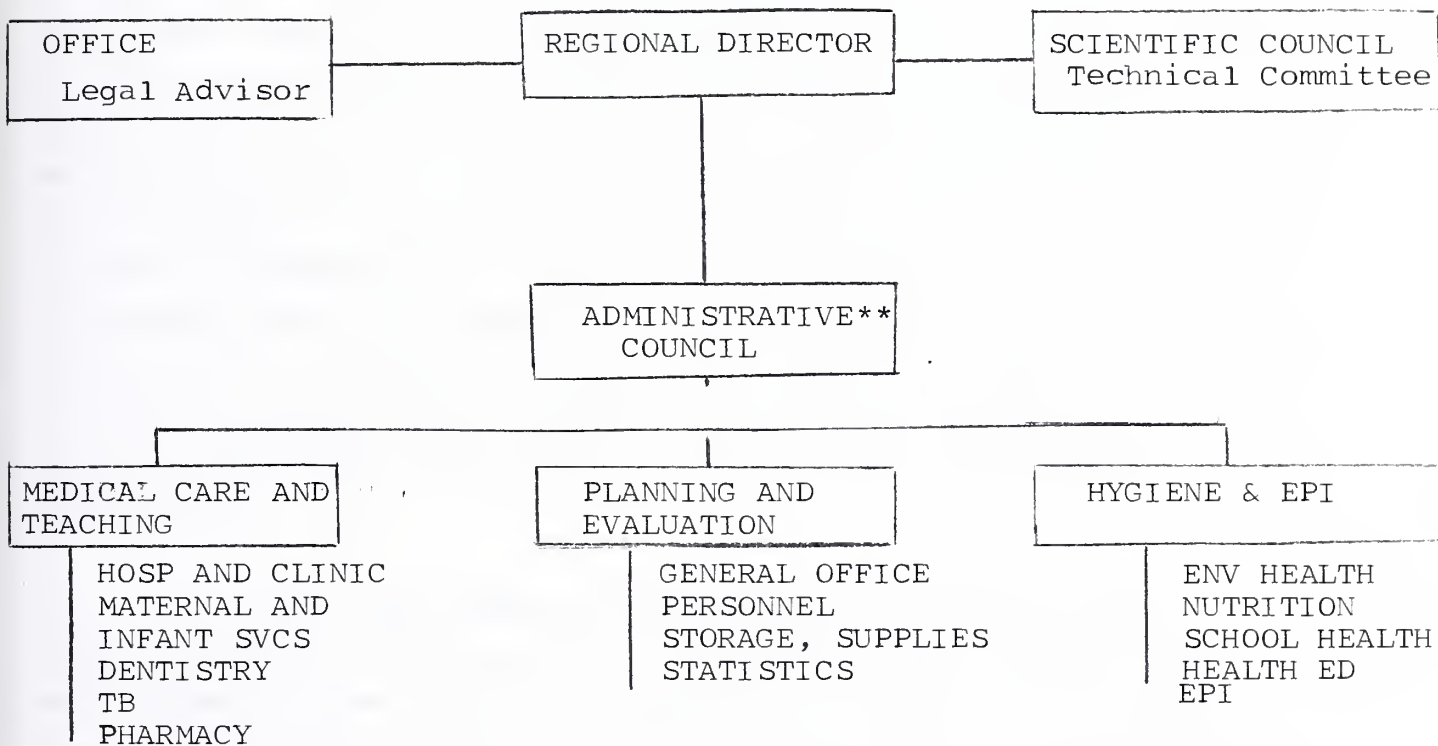 OFFICE
Legal Advisor
REGIONAL DIRECTOR
SCIENTIFIC COUNCIL
Technical Committee
ADMINISTRATIVE**
COUNCIL
MEDICAL CARE AND
TEACHING
HOSP AND CLINIC
MATERNAL AND
INFANT SVCS
DENTISTRY
TB
PHARMACY
PLANNING AND
EVALUATION
GENERAL OFFICE
PERSONNEL
STORAGE, SUPPLIES
STATISTICS
HYGIENE & EPI
ENV HEALTH
NUTRITION
SCHOOL HEALTH
HEALTH ED
EPI